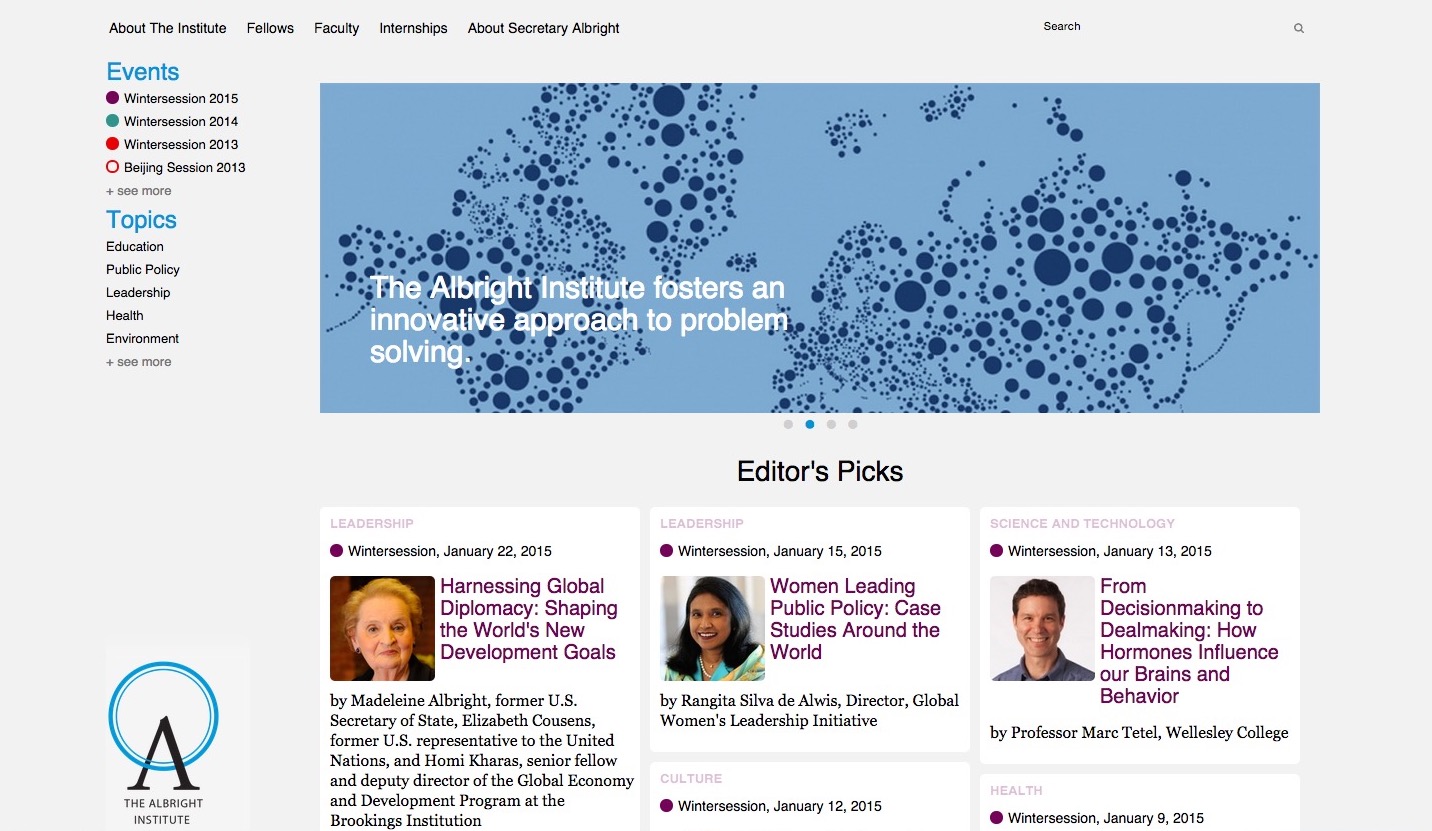 About The Institute Fellows Faculty Internships About Secretary Albright Search
Events
Wintersession 2015
Wintersession 2014
Wintersession 2013
Beijing Session 2013
+ see more
Topics
Education
Public Policy
Leadership
Health
Environment
+ see more
THE ALBRIGHT
INSTITUTE
The Albright Institute fosters an
innovative approach to problem
solving.
Editor's Picks
LEADERSHIP
Wintersession, January 22, 2015
Harnessing Global
Diplomacy: Shaping
the World's New
Development Goals
by Madeleine Albright, former U.S.
Secretary of State, Elizabeth Cousens,
former U.S. representative to the United
Nations, and Homi Kharas, senior fellow
and deputy director of the Global Economy
and Development Program at the
Brookings Institution
LEADERSHIP
Wintersession, January 15, 2015
Women Leading
Public Policy: Case
Studies Around the
World
by Rangita Silva de Alwis, Director, Global
Women's Leadership Initiative
CULTURE
Wintersession, January 12, 2015
SCIENCE AND TECHNOLOGY
Wintersession, January 13, 2015
From
Decisionmaking to
Dealmaking: How
Hormones Influence
our Brains and
Behavior
by Professor Marc Tetel, Wellesley College
HEALTH
Wintersession, January 9, 2015